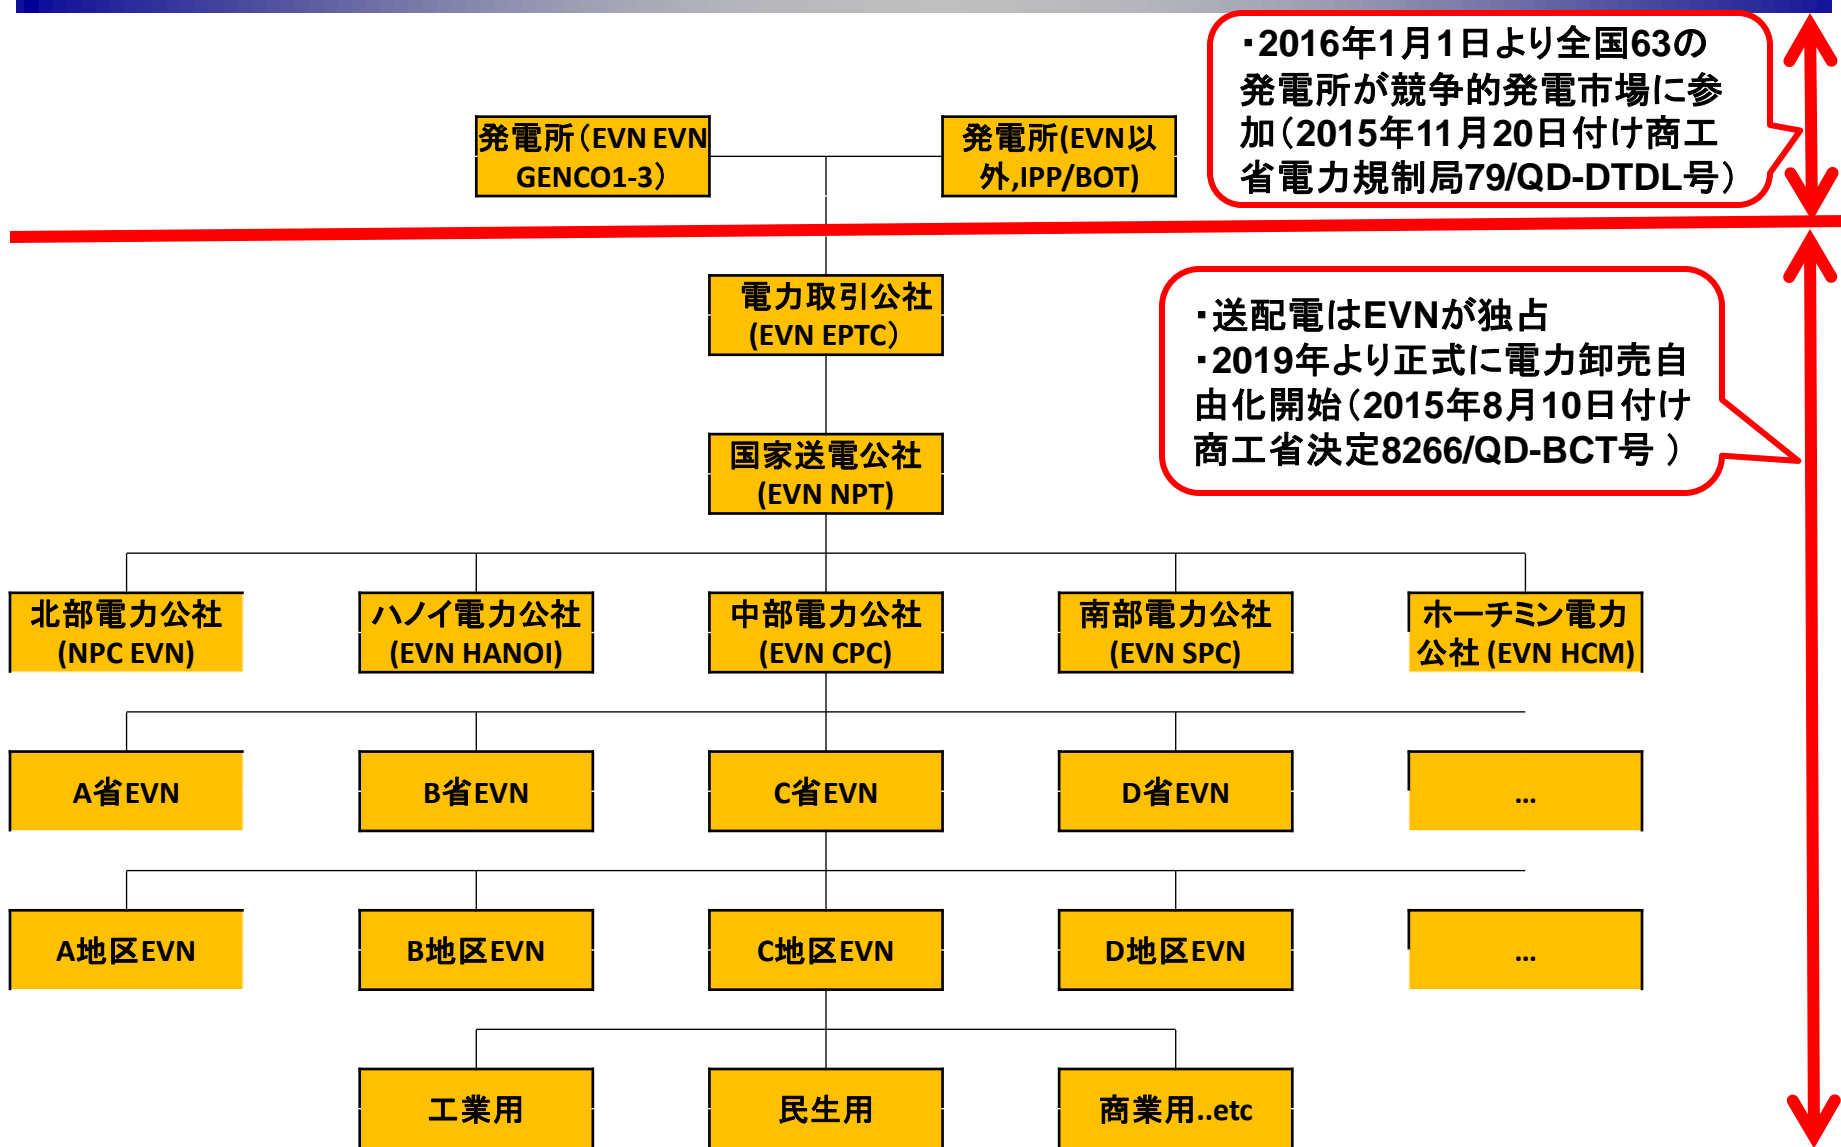 ・2016年1月1日より全国63の
発電所が競争的発電市場に参
加（2015年11月20日付け商工
省電力規制局79/QD-DTDL号）
発電所（EVN EVN
GENCO1-3）
発電所(EVN以
外,IPP/BOT)
電力取引公社
(EVN EPTC）
・送配電はEVNが独占
・2019年より正式に電力卸売自
由化開始（2015年8月10日付け
商工省決定8266/QD-BCT号 ）
国家送電公社
(EVN NPT)
北部電力公社
(NPC EVN)
ハノイ電力公社
(EVN HANOI)
中部電力公社
(EVN CPC)
南部電力公社
(EVN SPC)
ホーチミン電力
公社 (EVN HCM)
A省EVN
B省EVN
C省EVN
D省EVN
…
A地区EVN
B地区EVN
C地区EVN
D地区EVN
…
工業用
民生用
商業用..etc